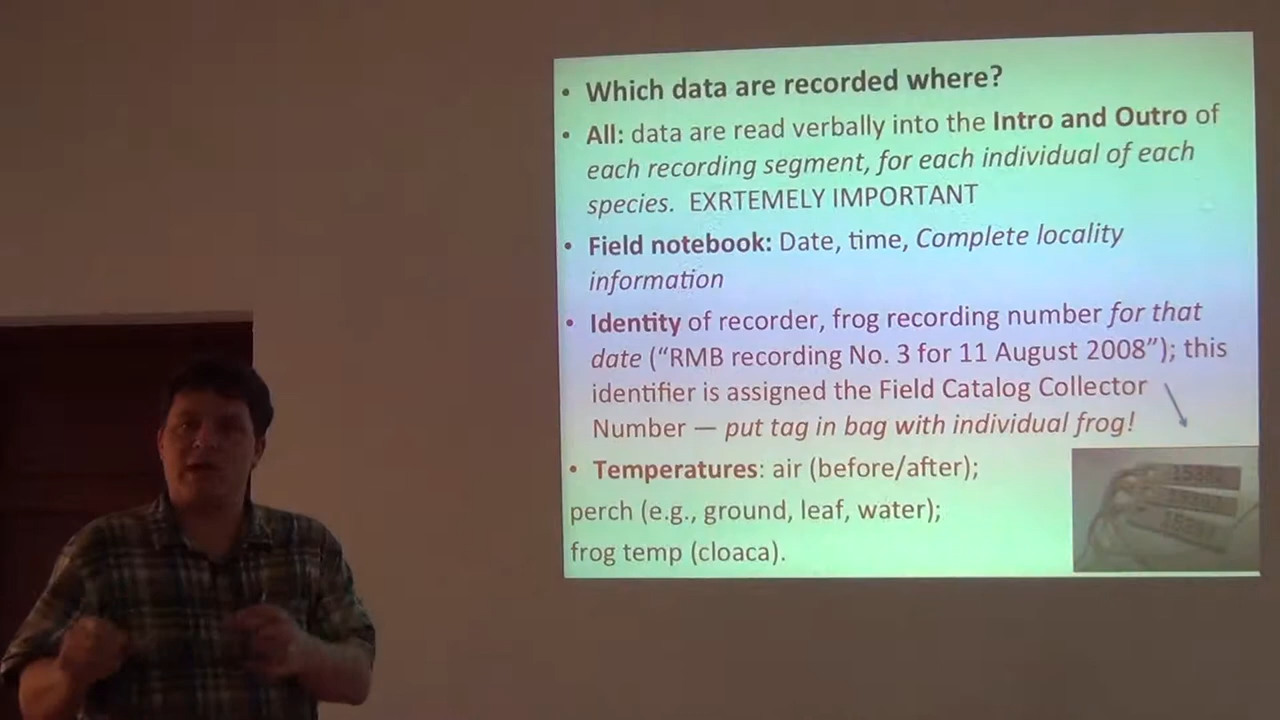 • Which data are recorded where?
• All: data are read verbally into the Intro and Outro of
each recording segment, for each individual of each
species. EXRTEMELY IMPORTANT
• Field notebook: Date, time, Complete locality
information
• Identity of recorder, frog recording number for that
date (“RMB recording No. 3 for 11 August 2008”); this
identifier is assigned the Field Catalog Collector
Number — put tag in bag with individual frog!
• Temperatures: air (before/after);
perch (e.g., ground, leaf, water);
frog temp (cloaca).